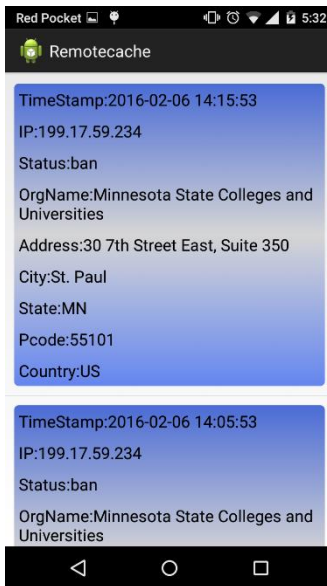 Red Pocket 5:32
Remotecache
TimeStamp:2016-02-06 14:15:53
IP:199.17.59.234
Status:ban
OrgName:Minnesota State Colleges and
Universities
Address:30 7th Street East, Suite 350
City:St. Paul
State:MN
Pcode:55101
Country:US
TimeStamp:2016-02-06 14:05:53
IP:199.17.59.234
Status:ban
OrgName:Minnesota State Colleges and
Universities